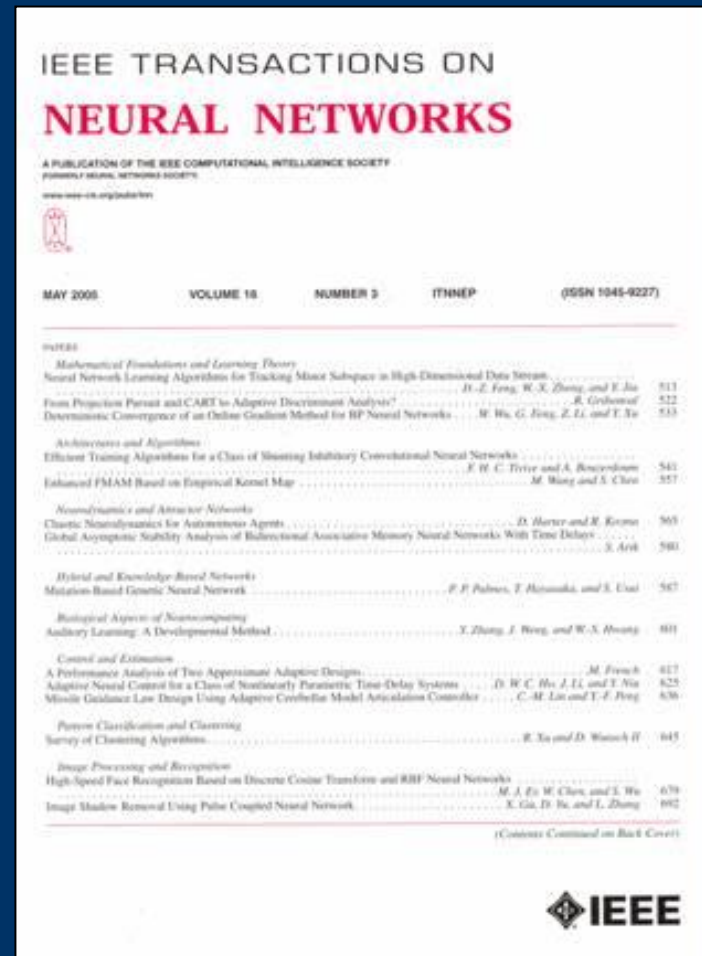 IEEE TRANSACTIONS ON
NEURAL NETWORKS
A PUBLICATION OF THE IEEE COMPUTATIONAL INTELLIGENCE SOCIETY
(FORMERLY NEURAL NETWORKS SOCIETY)
www.ieee-cis.org/pubs/tnn
MAY 2005 VOLUME 16 NUMBER 3 ITNNEP (ISSN 1045-9227)
PAPERS
Mathematical Foundations and Learning Theory
Neural Network Learning Algorithms for Tracking Minor Subspace in High-Dimensional Data Stream
D.-Z. Feng, W.-X. Zheng, and Y. Jia 513
From Projection Pursuit and CART to Adaptive Discriminant Analysis? R. Gribonval 522
Deterministic Convergence of an Online Gradient Method for BP Neural Networks W. Wu, G. Feng, Z. Li, and Y. Xu 533
Architectures and Algorithms
Efficient Training Algorithms for a Class of Shunting Inhibitory Convolutional Neural Networks
F. H. C. Tivive and A. Bouzerdoum 541
Enhanced FMAM Based on Empirical Kernel Map M. Wang and S. Chen 557
Neurodynamics and Attractor Networks
Chaotic Neurodynamics for Autonomous Agents D. Harter and R. Kozma 565
Global Asymptotic Stability Analysis of Bidirectional Associative Memory Neural Networks With Time Delays
S. Arik 580
Hybrid and Knowledge-Based Networks
Mutation-Based Genetic Neural Network P. P. Palmes, T. Hayasaka, and S. Usui 587
Biological Aspects of Neurocomputing
Auditory Learning: A Developmental Method Y. Zhang, J. Weng, and W.-S. Hwang 601
Control and Estimation
A Performance Analysis of Two Approximate Adaptive Designs M. French 617
Adaptive Neural Control for a Class of Nonlinearly Parametric Time-Delay Systems D. W. C. Ho, J. Li, and Y. Niu 625
Missile Guidance Law Design Using Adaptive Cerebellar Model Articulation Controller C.-M. Lin and Y.-F. Peng 636
Pattern Classification and Clustering
Survey of Clustering Algorithms R. Xu and D. Wunsch II 645
Image Processing and Recognition
High-Speed Face Recognition Based on Discrete Cosine Transform and RBF Neural Networks
M. J. Er, W. Chen, and S. Wu 679
Image Shadow Removal Using Pulse Coupled Neural Network X. Gu, D. Yu, and L. Zhang 692
(Contents Continued on Back Cover)
IEEE